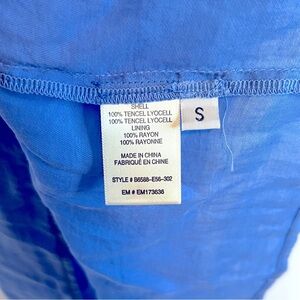 SHELL
100% TENCEL LYOCELL
100% TENCEL LYOCELL
LINING
100% RAYON
100% RAYONNE
MADE IN CHINA
FABRIQUÉ EN CHINE
STYLE # B6588-E56-302
EM # EM173636
S